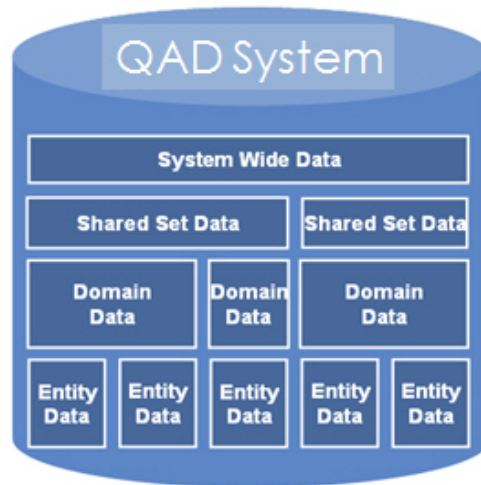 QAD System
System Wide Data
Shared Set Data
Shared Set Data
Domain
Data
Domain
Data
Domain
Data
Entity
Data
Entity
Data
Entity
Data
Entity
Data
Entity
Data